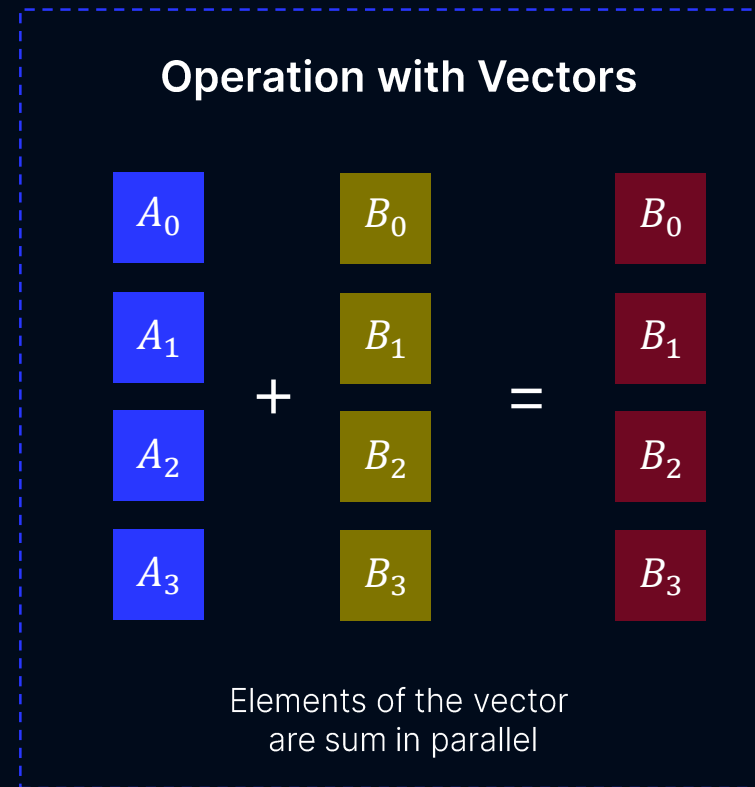 Operation with Vectors
A₀ B₀ B₀
A₁ B₁ B₁
+ =
A₂ B₂ B₂
A₃ B₃ B₃
Elements of the vector
are sum in parallel